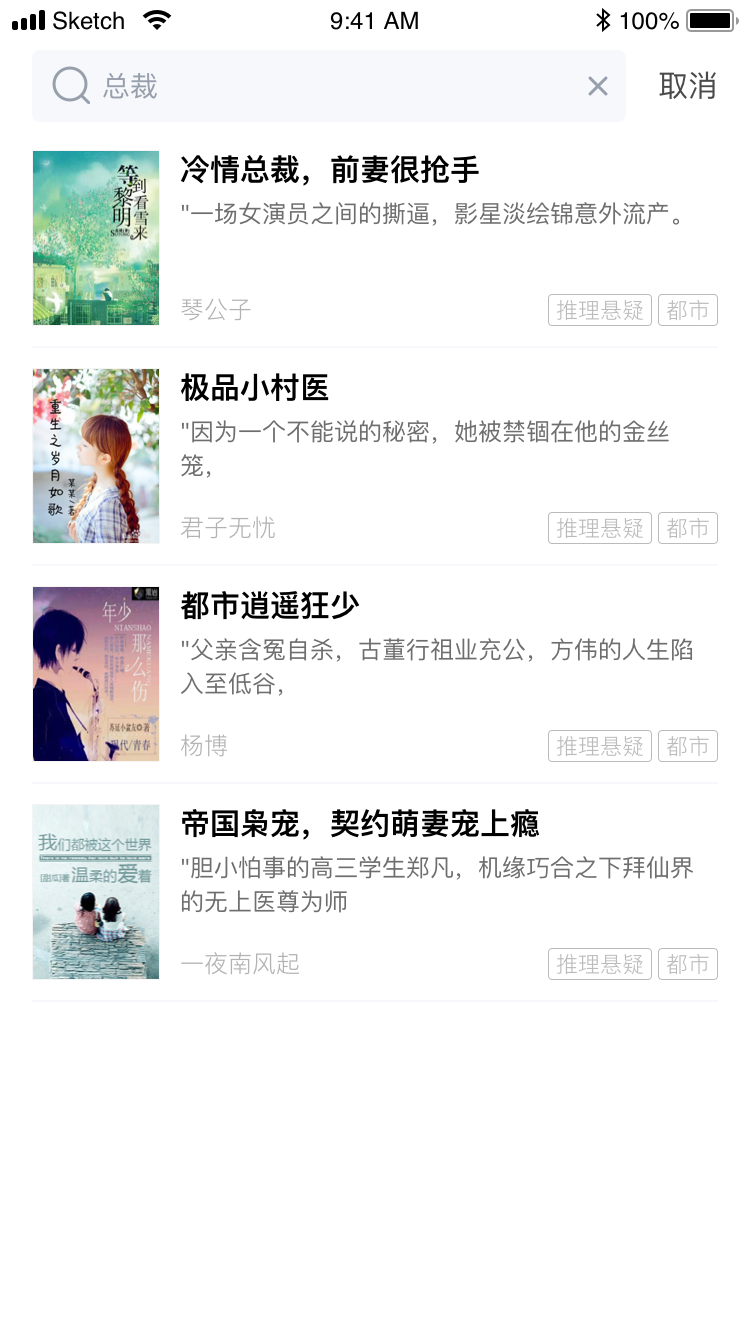 Sketch 9:41 AM 100%
总裁 取消
等到黎明看雪来
冷情总裁，前妻很抢手
"一场女演员之间的撕逼，影星淡绘锦意外流产。
琴公子 推理悬疑 都市
重生之岁月如歌
某某/著
极品小村医
"因为一个不能说的秘密，她被禁锢在他的金丝
笼，
君子无忧 推理悬疑 都市
年少
NIANSHAO
那么伤
现代/青春
都市逍遥狂少
"父亲含冤自杀，古董行祖业充公，方伟的人生陷
入至低谷，
杨博 推理悬疑 都市
我们都被这个世界
[甜瓜]著 温柔的爱着
帝国枭宠，契约萌妻宠上瘾
"胆小怕事的高三学生郑凡，机缘巧合之下拜仙界
的无上医尊为师
一夜南风起 推理悬疑 都市